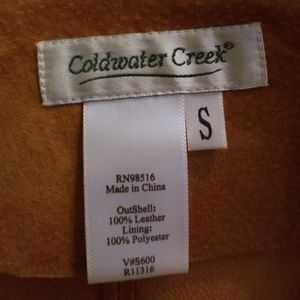 Coldwater Creek®
S
RN98516
Made in China
OutShell:
100% Leather
Lining:
100% Polyester
V#S600
R11316